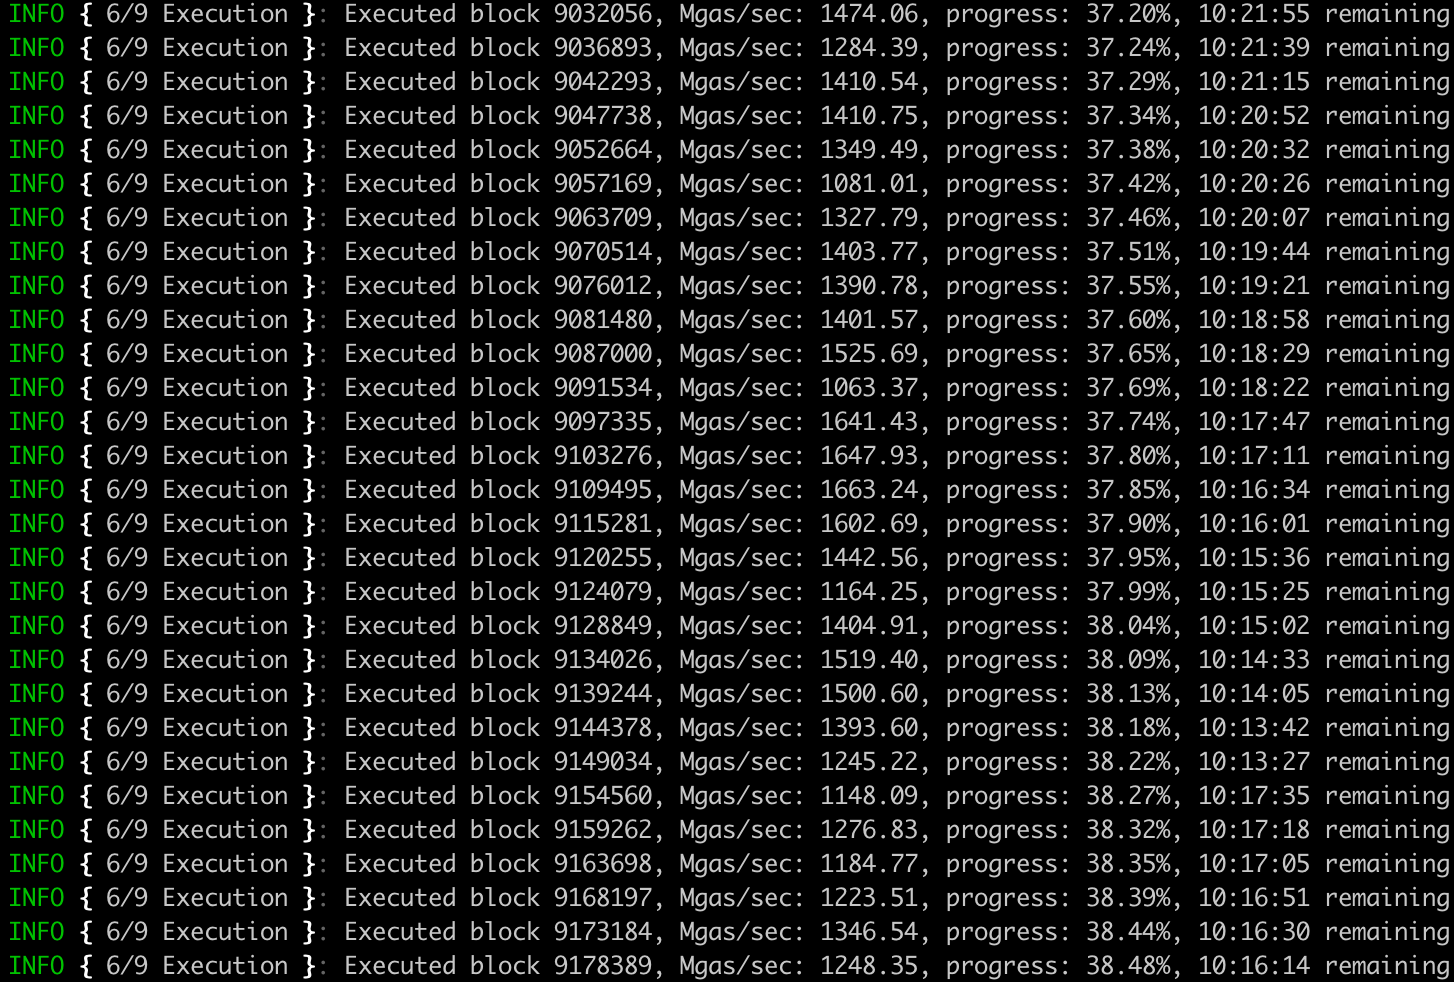 INFO { 6/9 Execution }: Executed block 9032056, Mgas/sec: 1474.06, progress: 37.20%, 10:21:55 remaining
INFO { 6/9 Execution }: Executed block 9036893, Mgas/sec: 1284.39, progress: 37.24%, 10:21:39 remaining
INFO { 6/9 Execution }: Executed block 9042293, Mgas/sec: 1410.54, progress: 37.29%, 10:21:15 remaining
INFO { 6/9 Execution }: Executed block 9047738, Mgas/sec: 1410.75, progress: 37.34%, 10:20:52 remaining
INFO { 6/9 Execution }: Executed block 9052664, Mgas/sec: 1349.49, progress: 37.38%, 10:20:32 remaining
INFO { 6/9 Execution }: Executed block 9057169, Mgas/sec: 1081.01, progress: 37.42%, 10:20:26 remaining
INFO { 6/9 Execution }: Executed block 9063709, Mgas/sec: 1327.79, progress: 37.46%, 10:20:07 remaining
INFO { 6/9 Execution }: Executed block 9070514, Mgas/sec: 1403.77, progress: 37.51%, 10:19:44 remaining
INFO { 6/9 Execution }: Executed block 9076012, Mgas/sec: 1390.78, progress: 37.55%, 10:19:21 remaining
INFO { 6/9 Execution }: Executed block 9081480, Mgas/sec: 1401.57, progress: 37.60%, 10:18:58 remaining
INFO { 6/9 Execution }: Executed block 9087000, Mgas/sec: 1525.69, progress: 37.65%, 10:18:29 remaining
INFO { 6/9 Execution }: Executed block 9091534, Mgas/sec: 1063.37, progress: 37.69%, 10:18:22 remaining
INFO { 6/9 Execution }: Executed block 9097335, Mgas/sec: 1641.43, progress: 37.74%, 10:17:47 remaining
INFO { 6/9 Execution }: Executed block 9103276, Mgas/sec: 1647.93, progress: 37.80%, 10:17:11 remaining
INFO { 6/9 Execution }: Executed block 9109495, Mgas/sec: 1663.24, progress: 37.85%, 10:16:34 remaining
INFO { 6/9 Execution }: Executed block 9115281, Mgas/sec: 1602.69, progress: 37.90%, 10:16:01 remaining
INFO { 6/9 Execution }: Executed block 9120255, Mgas/sec: 1442.56, progress: 37.95%, 10:15:36 remaining
INFO { 6/9 Execution }: Executed block 9124079, Mgas/sec: 1164.25, progress: 37.99%, 10:15:25 remaining
INFO { 6/9 Execution }: Executed block 9128849, Mgas/sec: 1404.91, progress: 38.04%, 10:15:02 remaining
INFO { 6/9 Execution }: Executed block 9134026, Mgas/sec: 1519.40, progress: 38.09%, 10:14:33 remaining
INFO { 6/9 Execution }: Executed block 9139244, Mgas/sec: 1500.60, progress: 38.13%, 10:14:05 remaining
INFO { 6/9 Execution }: Executed block 9144378, Mgas/sec: 1393.60, progress: 38.18%, 10:13:42 remaining
INFO { 6/9 Execution }: Executed block 9149034, Mgas/sec: 1245.22, progress: 38.22%, 10:13:27 remaining
INFO { 6/9 Execution }: Executed block 9154560, Mgas/sec: 1148.09, progress: 38.27%, 10:17:35 remaining
INFO { 6/9 Execution }: Executed block 9159262, Mgas/sec: 1276.83, progress: 38.32%, 10:17:18 remaining
INFO { 6/9 Execution }: Executed block 9163698, Mgas/sec: 1184.77, progress: 38.35%, 10:17:05 remaining
INFO { 6/9 Execution }: Executed block 9168197, Mgas/sec: 1223.51, progress: 38.39%, 10:16:51 remaining
INFO { 6/9 Execution }: Executed block 9173184, Mgas/sec: 1346.54, progress: 38.44%, 10:16:30 remaining
INFO { 6/9 Execution }: Executed block 9178389, Mgas/sec: 1248.35, progress: 38.48%, 10:16:14 remaining